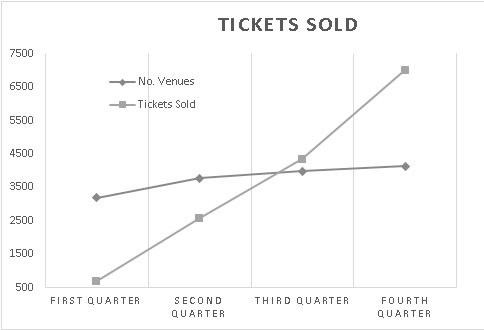 TICKETS SOLD
7500
6500
5500
4500
3500
2500
1500
500
No. Venues
Tickets Sold
FIRST QUARTER
SECOND
QUARTER
THIRD QUARTER
FOURTH
QUARTER